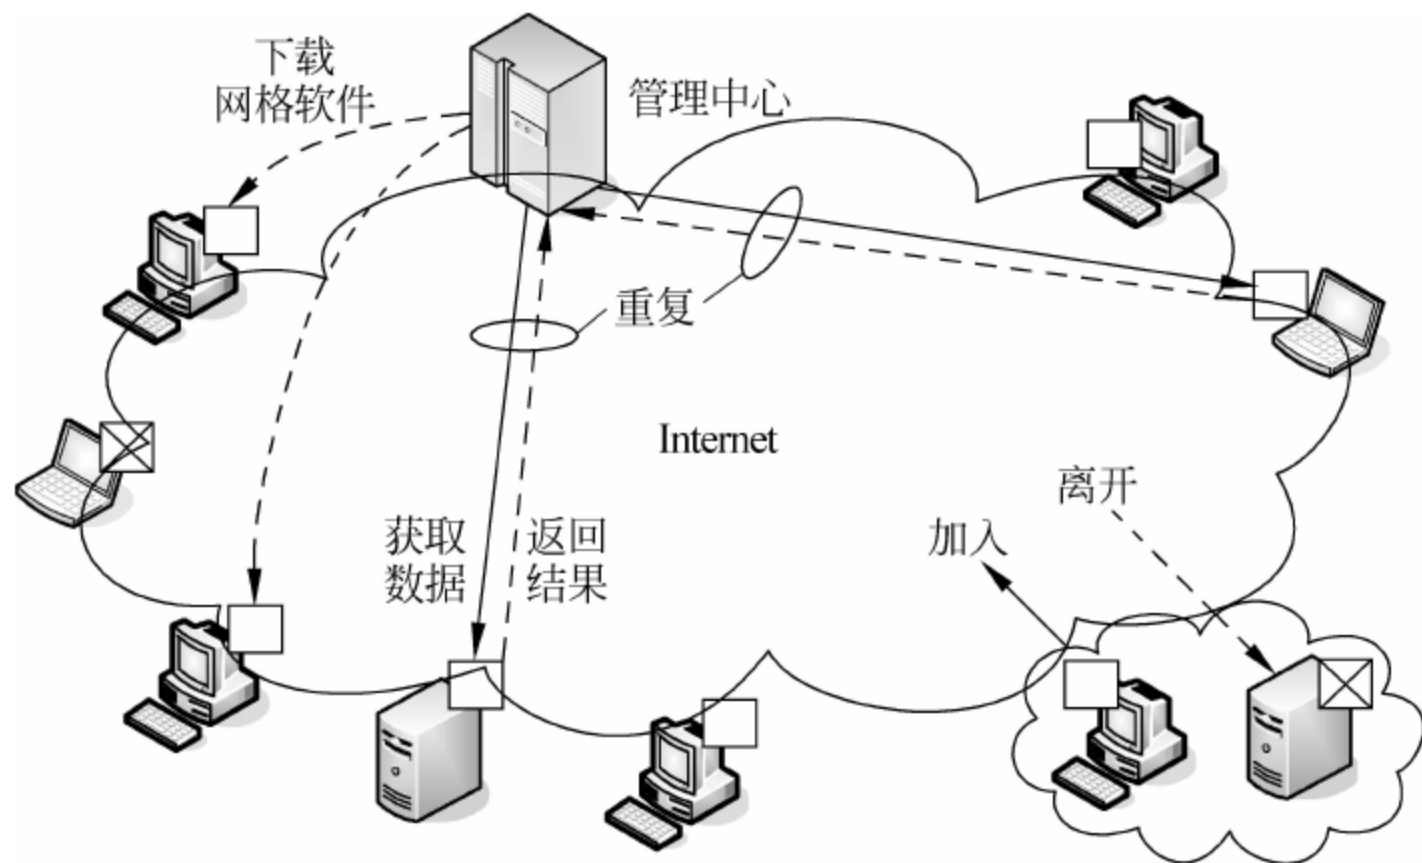 下载
网格软件
管理中心
重复
Internet
离开
加入
获取
数据
返回
结果